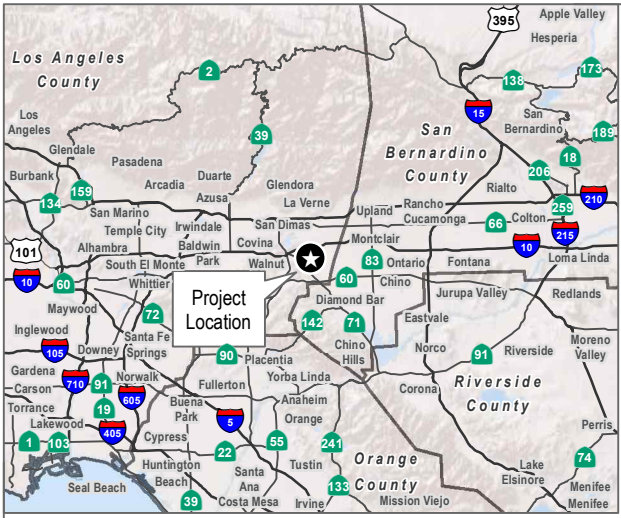 395
Apple Valley
Hesperia
Los Angeles
County
2
138
173
Los
Angeles
39
15
San
Bernardino
County
San
Bernardino
189
Glendale
Pasadena
18
206
Burbank
159
Arcadia
Duarte
Azusa
Glendora
La Verne
Rialto
134
San Marino
Upland
Rancho
Cucamonga
259
210
Temple City
Irwindale
San Dimas
66
Colton
101
Alhambra
Baldwin
Park
Covina
Montclair
10
215
South El Monte
Walnut
83
Ontario
Fontana
Loma Linda
10
60
Whittier
60
Chino
Maywood
Project
Location
Diamond Bar
Jurupa Valley
Redlands
72
142
71
Eastvale
Inglewood
Santa Fe
Springs
Chino
Hills
Norco
Moreno
Valley
105
Downey
90
Placentia
91
Riverside
Gardena
710
91
Norwalk
Fullerton
Yorba Linda
Corona
Riverside
County
Carson
605
Buena
Park
Anaheim
Torrance
19
5
Orange
Lakewood
405
Cypress
Perris
1
103
22
55
241
Orange
County
74
Huntington
Beach
Santa
Ana
Tustin
Lake
Elsinore
Seal Beach
133
Menifee
Menifee
39
Costa Mesa
Irvine
Mission Viejo